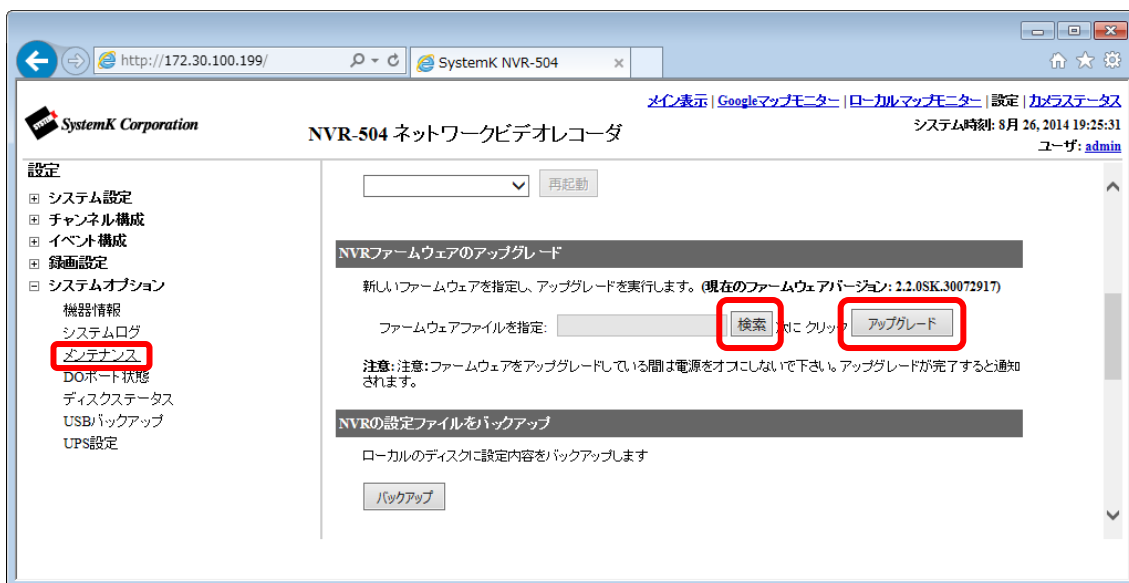 http://172.30.100.199/
SystemK NVR-504
メイン表示 | Googleマップモニター | ローカルマップモニター | 設定 | カメラステータス
SystemK Corporation
NVR-504 ネットワークビデオレコーダ
システム時刻: 8月 26, 2014 19:25:31
ユーザ: admin
設定
システム設定
チャンネル構成
イベント構成
録画設定
システムオプション
機器情報
システムログ
メンテナンス
DOポート状態
ディスクステータス
USBバックアップ
UPS設定
再起動
NVRファームウェアのアップグレード
新しいファームウェアを指定し、アップグレードを実行します。(現在のファームウェアバージョン: 2.2.0SK.30072917)
ファームウェアファイルを指定: 検索 次に クリック アップグレード
注意: 注意: ファームウェアをアップグレードしている間は電源をオフにしないで下さい。アップグレードが完了すると通知
されます。
NVRの設定ファイルをバックアップ
ローカルのディスクに設定内容をバックアップします
バックアップ